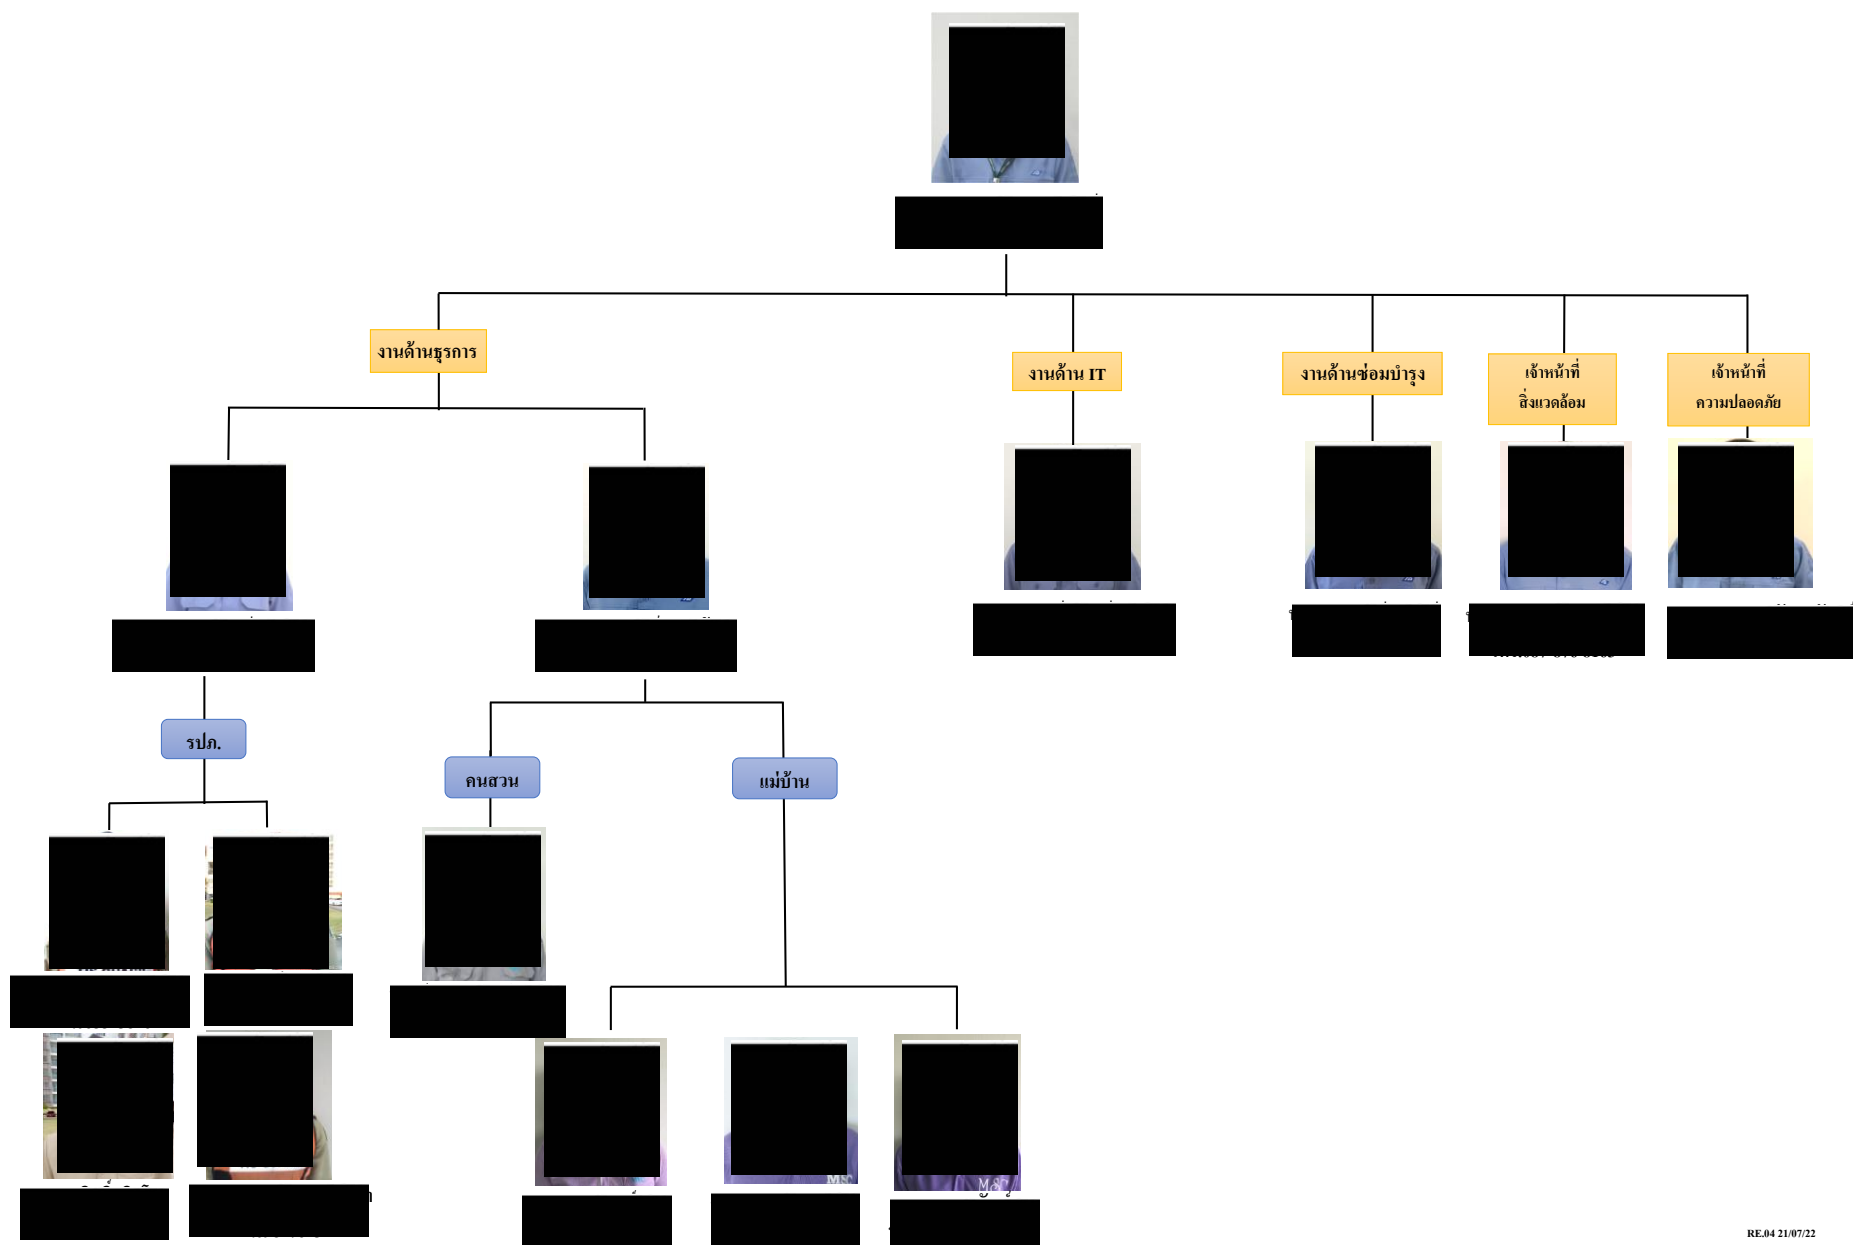 งานด้านธุรการ
งานด้าน IT
งานด้านซ่อมบำรุง
เจ้าหน้าที่
สิ่งแวดล้อม
เจ้าหน้าที่
ความปลอดภัย
รปภ.
คนสวน
แม่บ้าน
RE.04 21/07/22